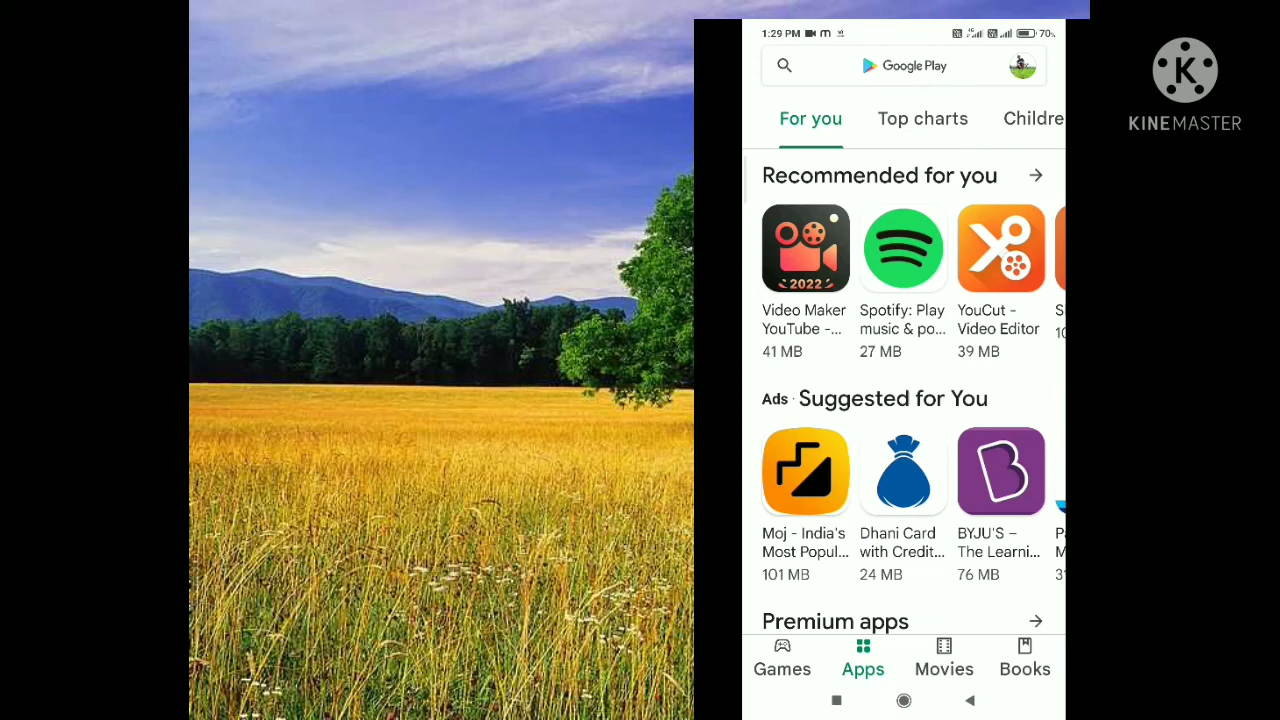 1:29 PM
70%
Google Play
KINEMASTER
For you
Top charts
Childre
Recommended for you
2022
Video Maker
YouTube -...
41 MB
Spotify: Play
music & po...
27 MB
YouCut -
Video Editor
39 MB
Ads · Suggested for You
Moj - India's
Most Popul...
101 MB
Dhani Card
with Credit...
24 MB
BYJU'S –
The Learni...
76 MB
Premium apps
Games
Apps
Movies
Books